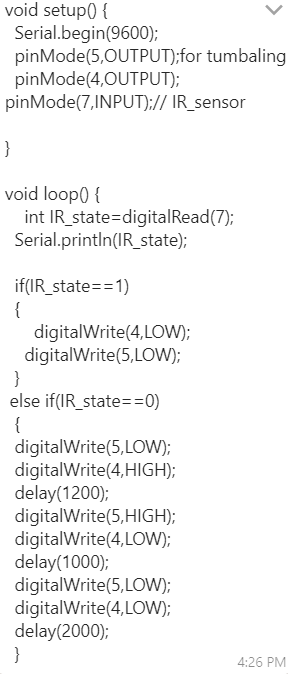 void setup() {
Serial.begin(9600);
pinMode(5,OUTPUT);for tumbaling
pinMode(4,OUTPUT);
pinMode(7,INPUT);// IR_sensor
}
void loop() {
int IR_state=digitalRead(7);
Serial.println(IR_state);
if(IR_state==1)
{
digitalWrite(4,LOW);
digitalWrite(5,LOW);
}
else if(IR_state==0)
{
digitalWrite(5,LOW);
digitalWrite(4,HIGH);
delay(1200);
digitalWrite(5,HIGH);
digitalWrite(4,LOW);
delay(1000);
digitalWrite(5,LOW);
digitalWrite(4,LOW);
delay(2000);
}
4:26 PM